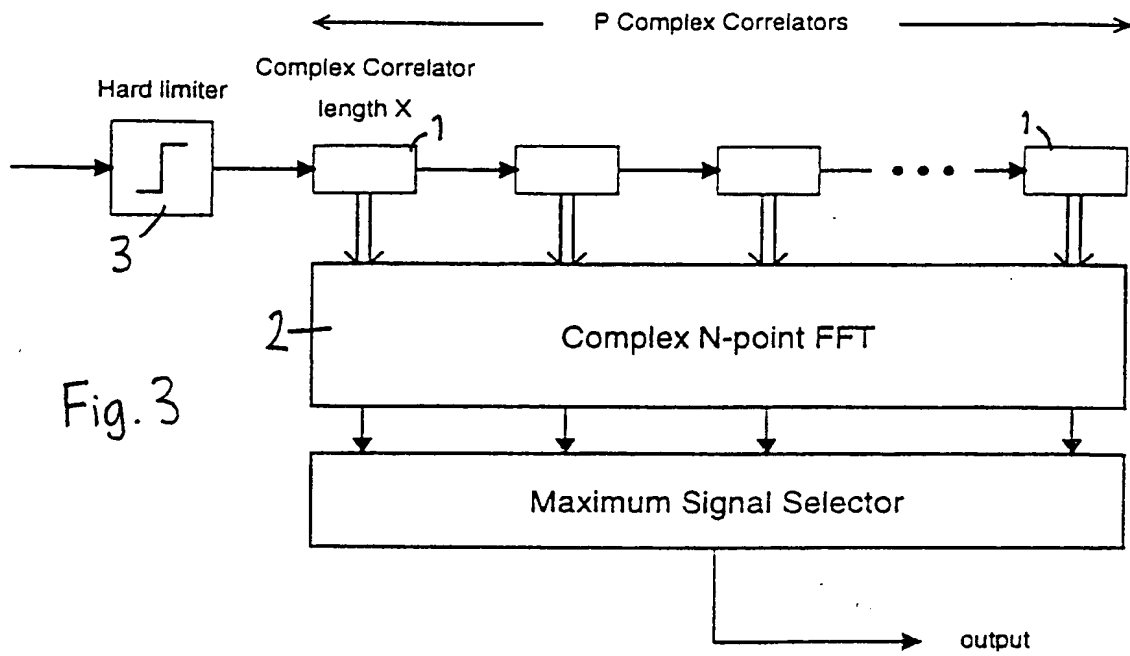 P Complex Correlators
Complex Correlator
length X
Hard limiter
1
1
3
2
Complex N-point FFT
Fig. 3
Maximum Signal Selector
output